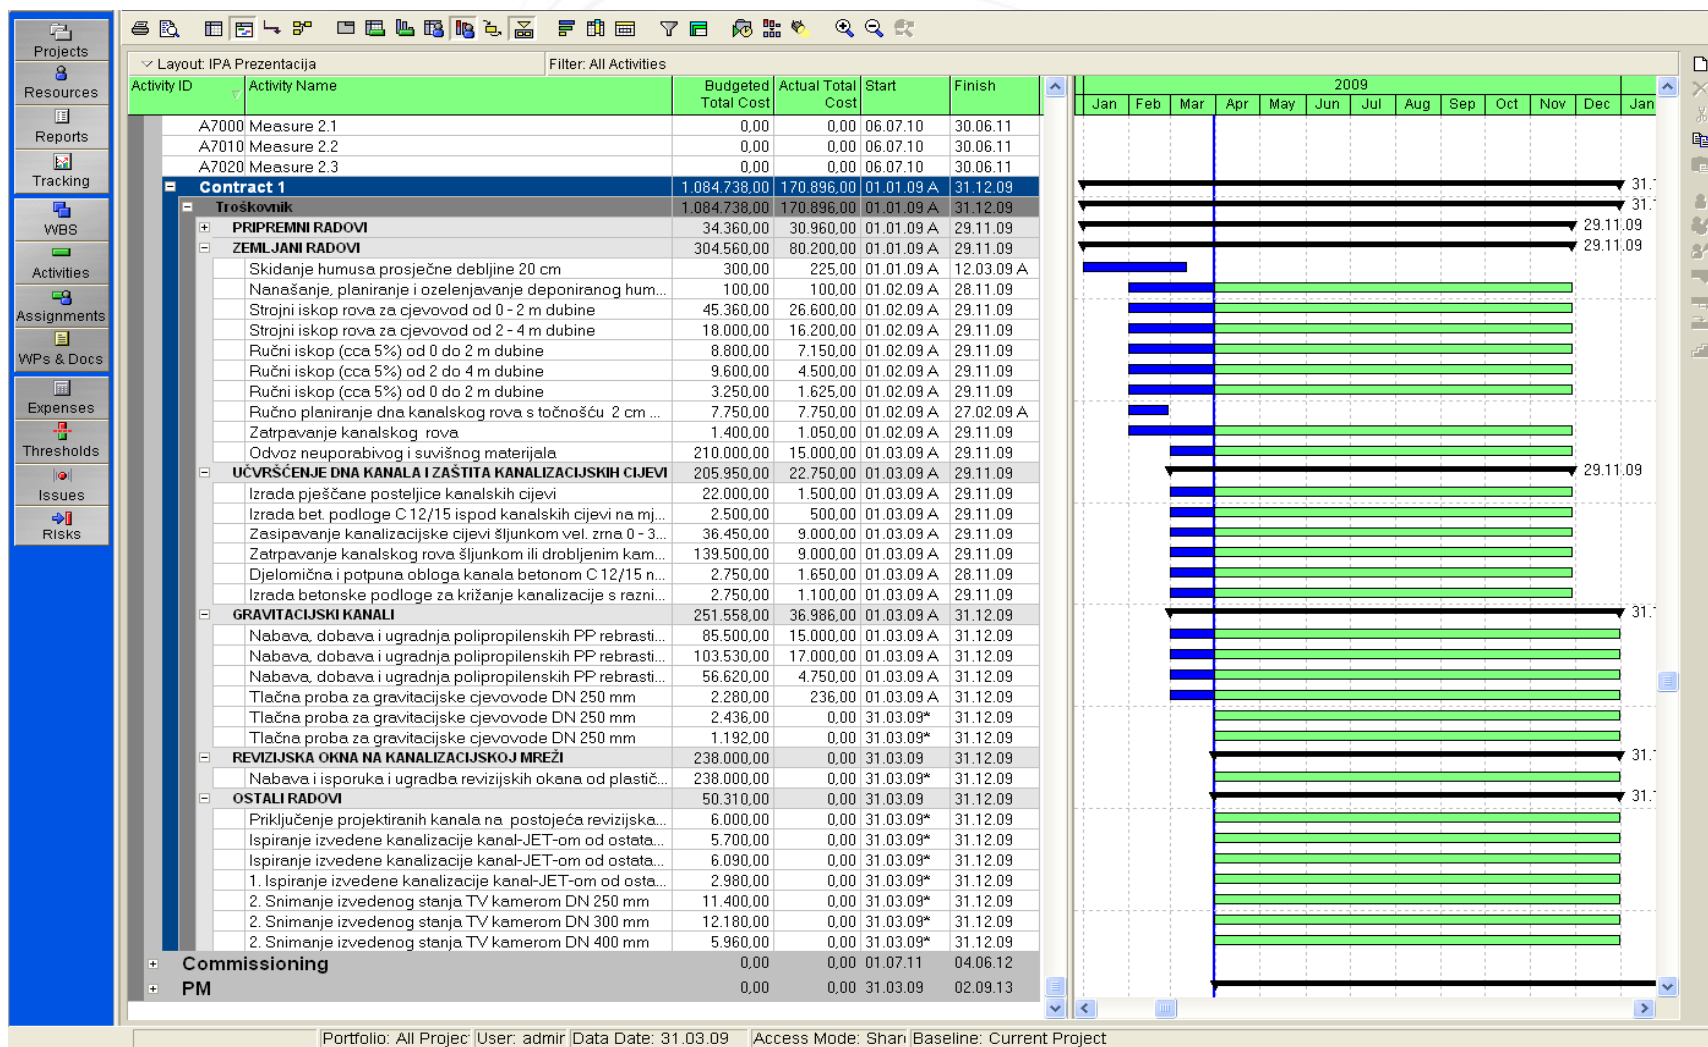 Projects
Resources
Reports
Tracking
WBS
Activities
Assignments
WPs & Docs
Expenses
Thresholds
Issues
Risks
Layout: IPA Prezentacija Filter: All Activities
Activity ID Activity Name Budgeted Total Cost Actual Total Cost Start Finish
2009
Jan Feb Mar Apr May Jun Jul Aug Sep Oct Nov Dec Jan
A7000 Measure 2.1 0,00 0,00 06.07.10 30.06.11
A7010 Measure 2.2 0,00 0,00 06.07.10 30.06.11
A7020 Measure 2.3 0,00 0,00 06.07.10 30.06.11
Contract 1 1.084.738,00 170.896,00 01.01.09 A 31.12.09 31.
Troškovnik 1.084.738,00 170.896,00 01.01.09 A 31.12.09 31.
PRIPREMNI RADOVI 34.360,00 30.960,00 01.01.09 A 29.11.09 29.11.09
ZEMLJANI RADOVI 304.560,00 80.200,00 01.01.09 A 29.11.09 29.11.09
Skidanje humusa prosječne debljine 20 cm 300,00 225,00 01.01.09 A 12.03.09 A
Nanašanje, planiranje i ozelenjavanje deponiranog hum... 100,00 100,00 01.02.09 A 28.11.09
Strojni iskop rova za cjevovod od 0 - 2 m dubine 45.360,00 26.600,00 01.02.09 A 29.11.09
Strojni iskop rova za cjevovod od 2 - 4 m dubine 18.000,00 16.200,00 01.02.09 A 29.11.09
Ručni iskop (cca 5%) od 0 do 2 m dubine 8.800,00 7.150,00 01.02.09 A 29.11.09
Ručni iskop (cca 5%) od 2 do 4 m dubine 9.600,00 4.500,00 01.02.09 A 29.11.09
Ručni iskop (cca 5%) od 0 do 2 m dubine 3.250,00 1.625,00 01.02.09 A 29.11.09
Ručno planiranje dna kanalskog rova s točnošću 2 cm ... 7.750,00 7.750,00 01.02.09 A 27.02.09 A
Zatrpavanje kanalskog rova 1.400,00 1.050,00 01.02.09 A 29.11.09
Odvoz neuporabivog i suvišnog materijala 210.000,00 15.000,00 01.03.09 A 29.11.09
UČVRŠĆENJE DNA KANALA I ZAŠTITA KANALIZACIJSKIH CIJEVI 205.950,00 22.750,00 01.03.09 A 29.11.09 29.11.09
Izrada pješčane posteljice kanalskih cijevi 22.000,00 1.500,00 01.03.09 A 29.11.09
Izrada bet. podloge C 12/15 ispod kanalskih cijevi na mj... 2.500,00 500,00 01.03.09 A 29.11.09
Zasipavanje kanalizacijske cijevi šljunkom vel. zrna 0 - 3... 36.450,00 9.000,00 01.03.09 A 29.11.09
Zatrpavanje kanalskog rova šljunkom ili drobljenim kam... 139.500,00 9.000,00 01.03.09 A 29.11.09
Djelomična i potpuna obloga kanala betonom C 12/15 n... 2.750,00 1.650,00 01.03.09 A 28.11.09
Izrada betonske podloge za križanje kanalizacije s razni... 2.750,00 1.100,00 01.03.09 A 29.11.09
GRAVITACIJSKI KANALI 251.558,00 36.986,00 01.03.09 A 31.12.09 31.
Nabava, dobava i ugradnja polipropilenskih PP rebrasti... 85.500,00 15.000,00 01.03.09 A 31.12.09
Nabava, dobava i ugradnja polipropilenskih PP rebrasti... 103.530,00 17.000,00 01.03.09 A 31.12.09
Nabava, dobava i ugradnja polipropilenskih PP rebrasti... 56.620,00 4.750,00 01.03.09 A 31.12.09
Tlačna proba za gravitacijske cjevovode DN 250 mm 2.280,00 236,00 01.03.09 A 31.12.09
Tlačna proba za gravitacijske cjevovode DN 250 mm 2.436,00 0,00 31.03.09* 31.12.09
Tlačna proba za gravitacijske cjevovode DN 250 mm 1.192,00 0,00 31.03.09* 31.12.09
REVIZIJSKA OKNA NA KANALIZACIJSKOJ MREŽI 238.000,00 0,00 31.03.09 31.12.09 31.
Nabava i isporuka i ugradba revizijskih okana od plastič... 238.000,00 0,00 31.03.09* 31.12.09
OSTALI RADOVI 50.310,00 0,00 31.03.09 31.12.09 31.
Priključenje projektiranih kanala na postojeća revizijska... 6.000,00 0,00 31.03.09* 31.12.09
Ispiranje izvedene kanalizacije kanal-JET-om od ostata... 5.700,00 0,00 31.03.09* 31.12.09
Ispiranje izvedene kanalizacije kanal-JET-om od ostata... 6.090,00 0,00 31.03.09* 31.12.09
1. Ispiranje izvedene kanalizacije kanal-JET-om od osta... 2.980,00 0,00 31.03.09* 31.12.09
2. Snimanje izvedenog stanja TV kamerom DN 250 mm 11.400,00 0,00 31.03.09* 31.12.09
2. Snimanje izvedenog stanja TV kamerom DN 300 mm 12.180,00 0,00 31.03.09* 31.12.09
2. Snimanje izvedenog stanja TV kamerom DN 400 mm 5.960,00 0,00 31.03.09* 31.12.09
Commissioning 0,00 0,00 01.07.11 04.06.12
PM 0,00 0,00 31.03.09 02.09.13
Portfolio: All Projec User: admir Data Date: 31.03.09 Access Mode: Shari Baseline: Current Project